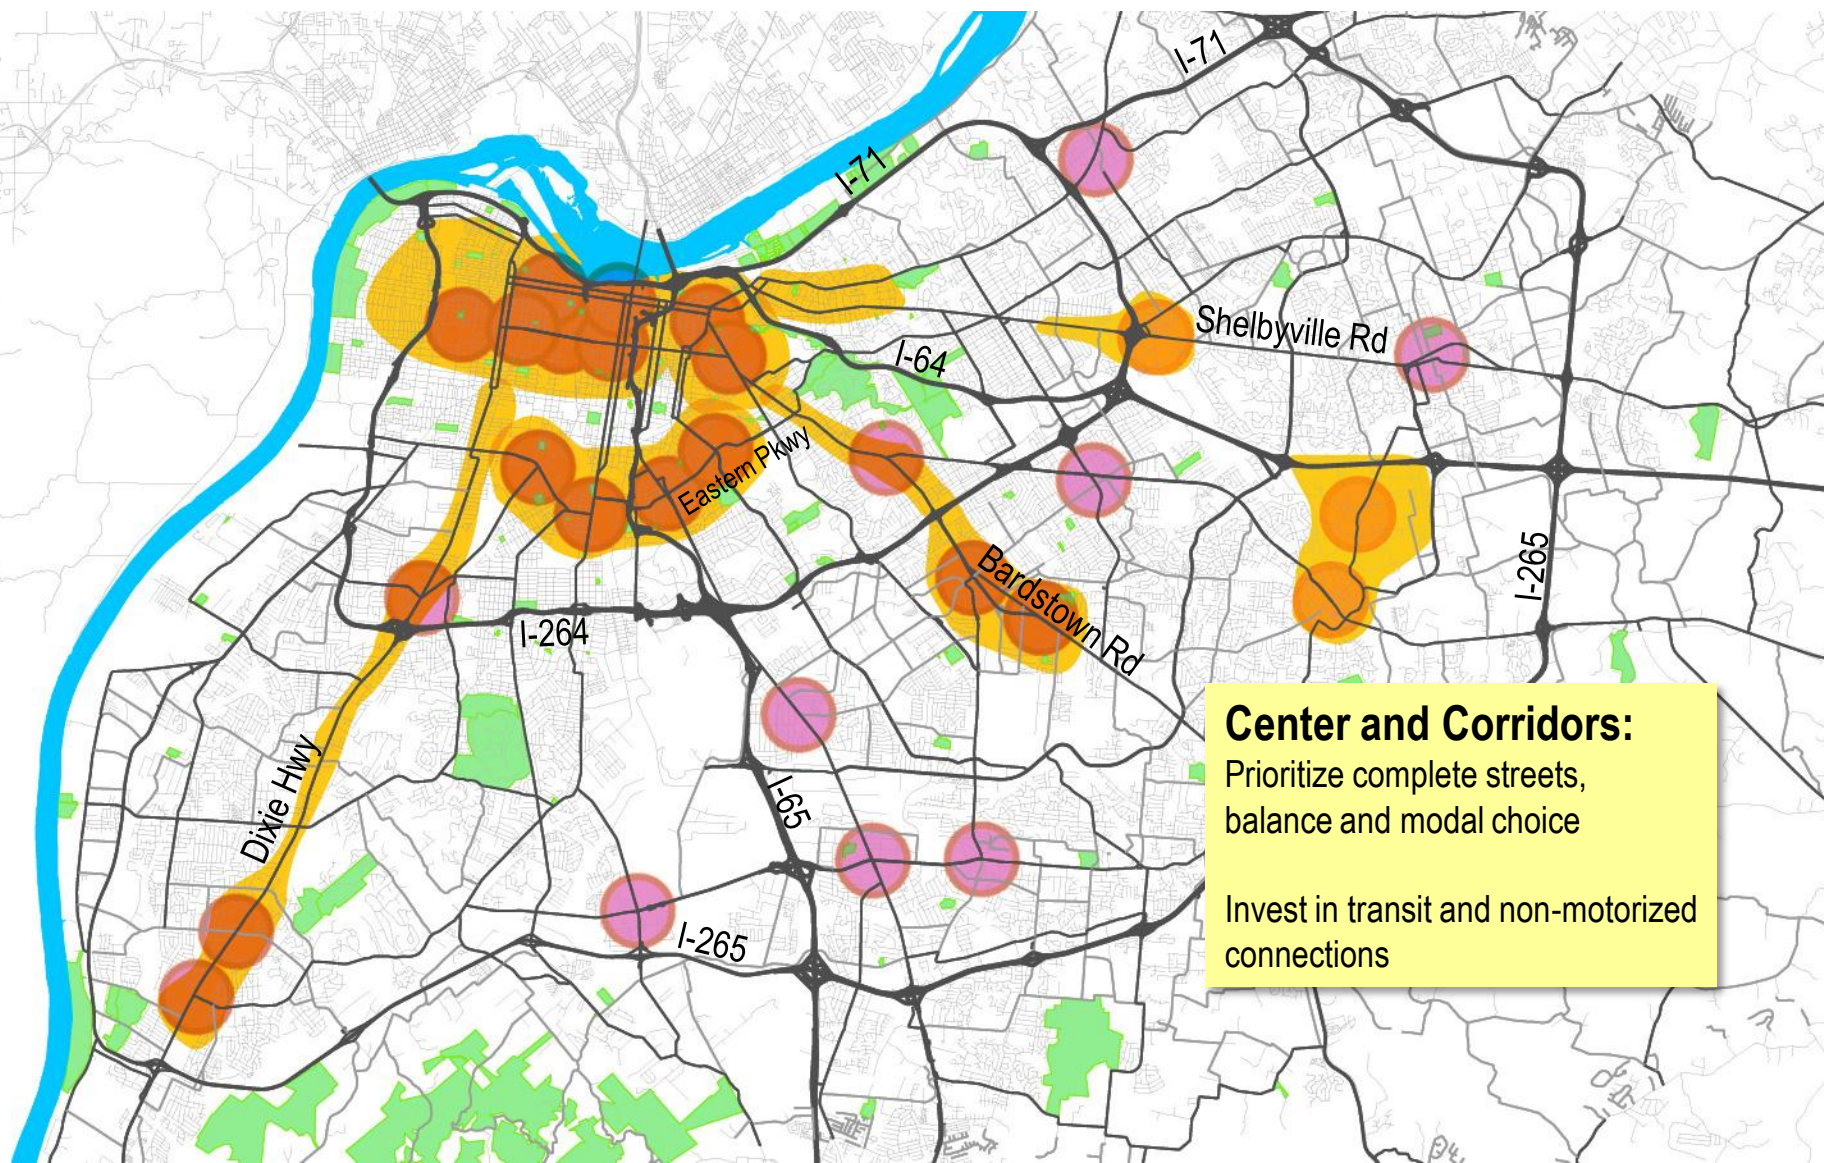 I-71
I-71
Shelbyville Rd
I-64
Eastern Pkwy
I-265
Bardstown Rd
I-264
Dixie Hwy
I-65
I-265
Center and Corridors:
Prioritize complete streets,
balance and modal choice
Invest in transit and non-motorized
connections